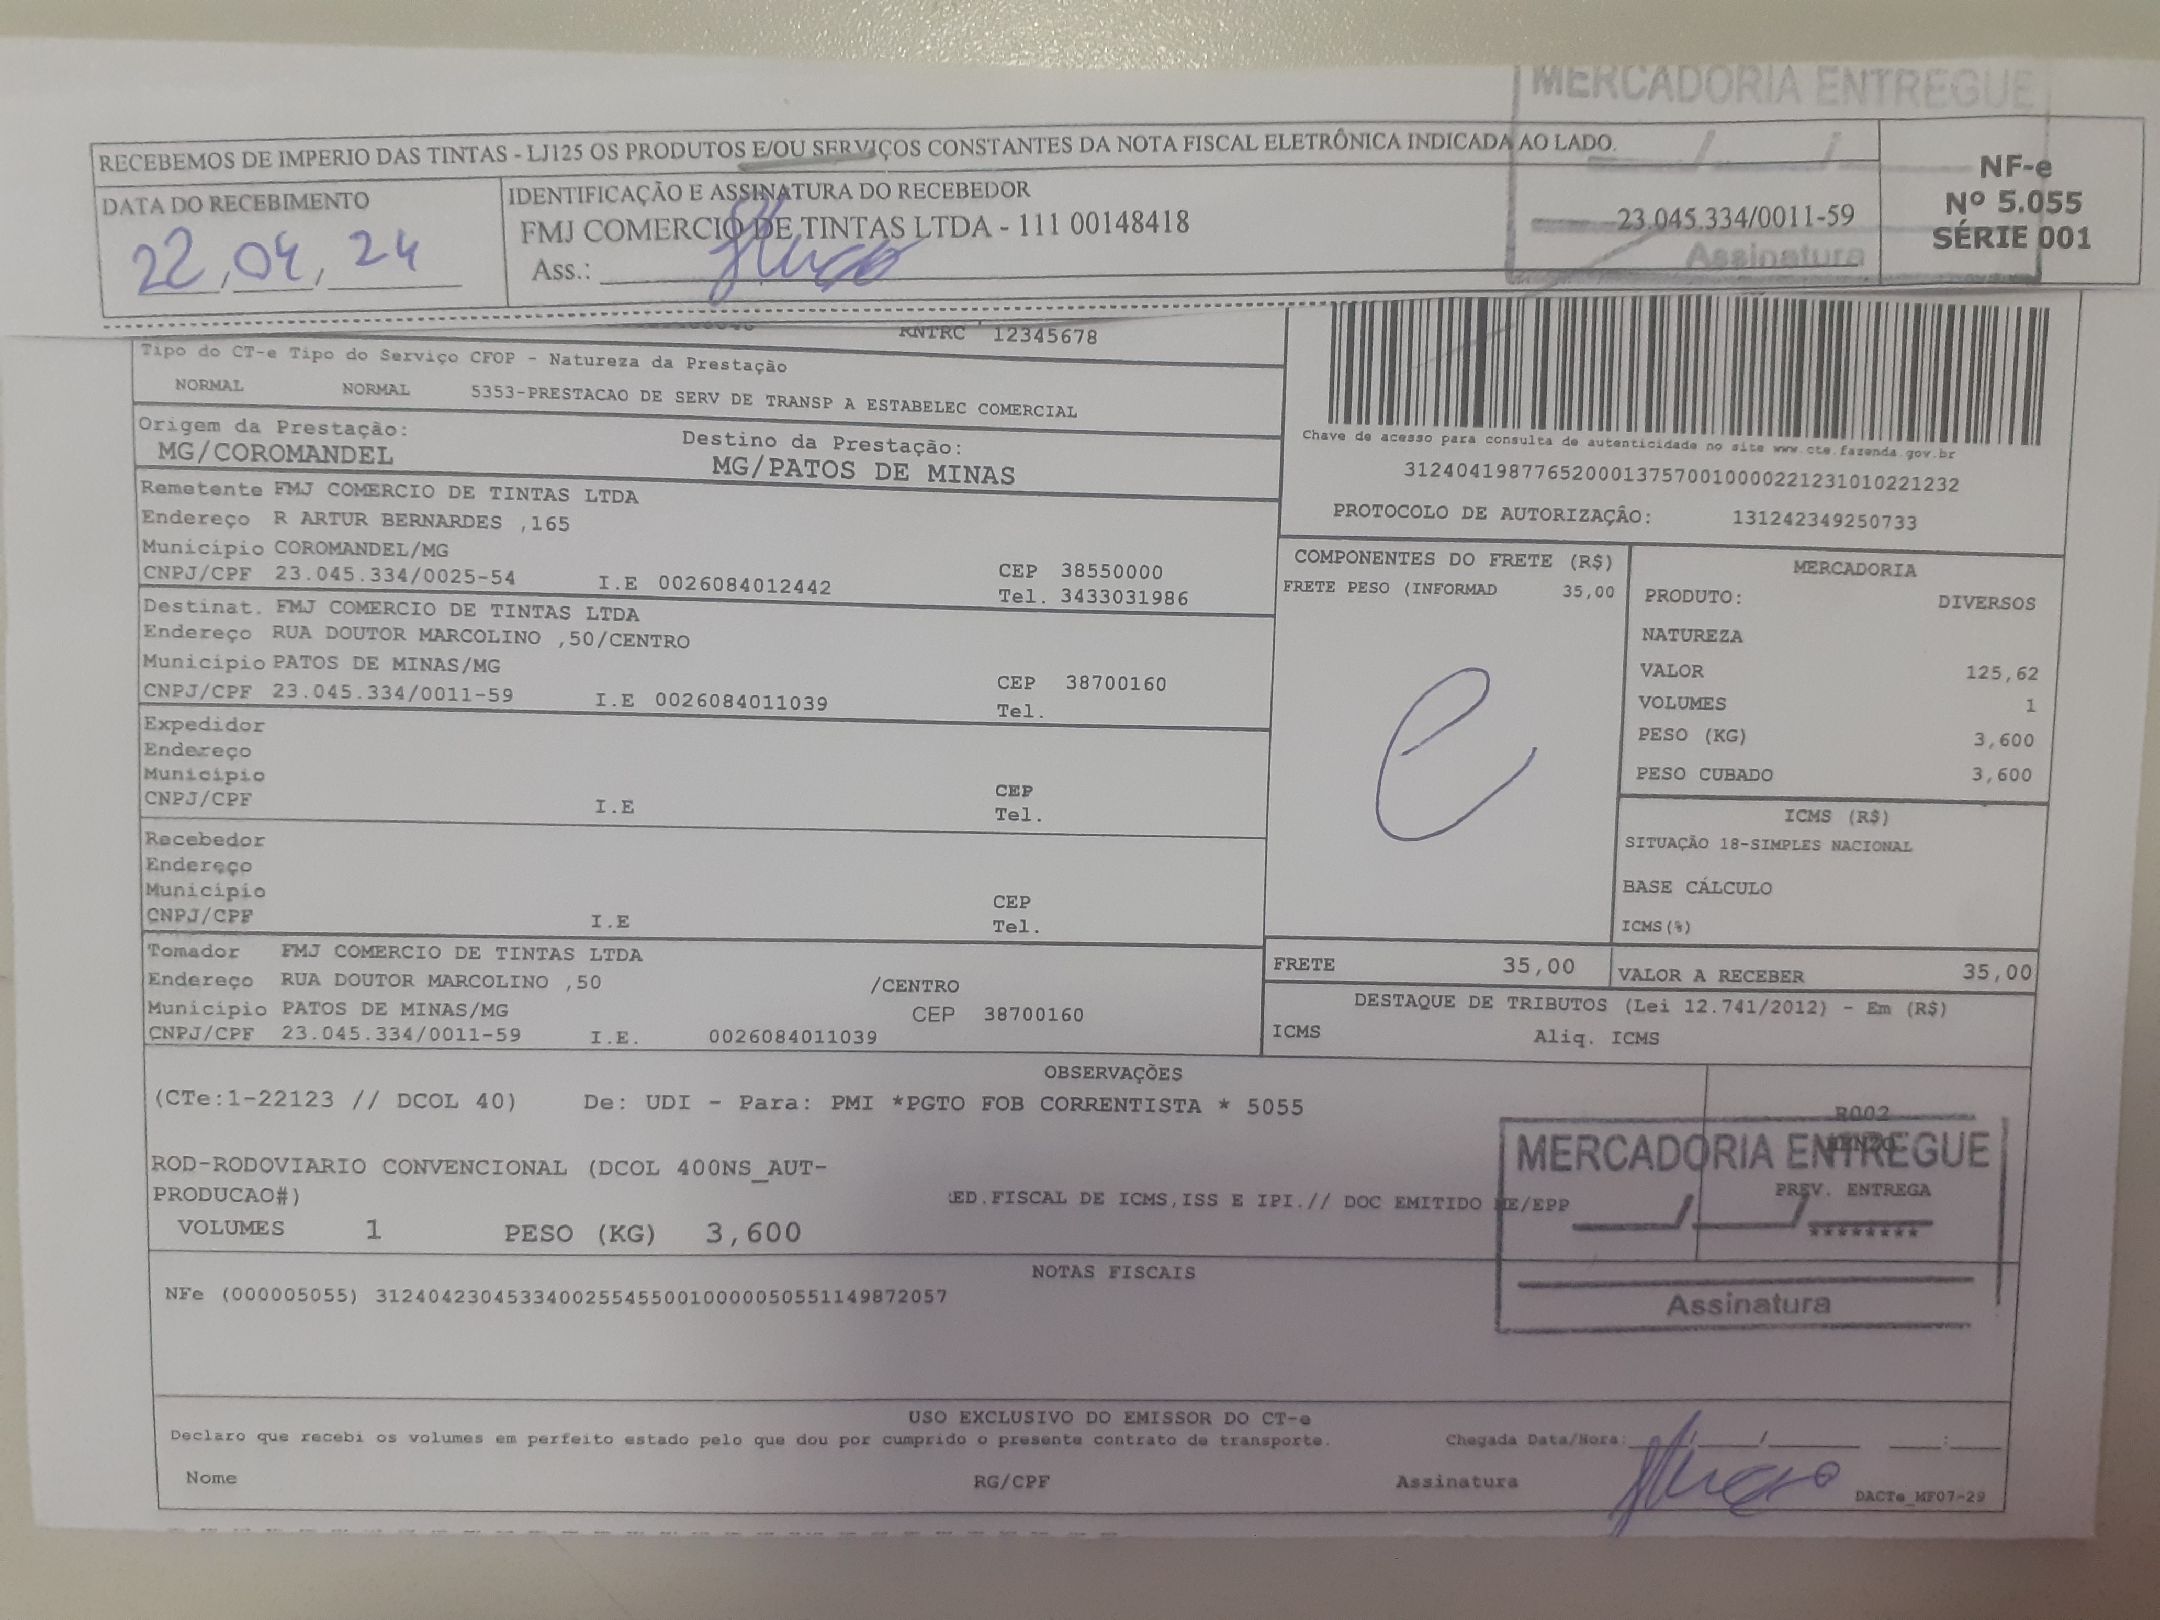 MERCADORIA ENTREGUE
RECEBEMOS DE IMPERIO DAS TINTAS - LJ125 OS PRODUTOS E/OU SERVIÇOS CONSTANTES DA NOTA FISCAL ELETRÔNICA INDICADA AO LADO.
NF-e
Nº 5.055
SÉRIE 001
DATA DO RECEBIMENTO
22, 04, 24
IDENTIFICAÇÃO E ASSINATURA DO RECEBEDOR
FMJ COMERCIO DE TINTAS LTDA - 111 00148418 23.045.334/0011-59
Ass.:
Assinatura
RNTRC 12345678
Tipo do CT-e Tipo do Serviço CFOP - Natureza da Prestação
NORMAL NORMAL 5353-PRESTACAO DE SERV DE TRANSP A ESTABELEC COMERCIAL
Origem da Prestação: Destino da Prestação:
MG/COROMANDEL MG/PATOS DE MINAS
Chave de acesso para consulta de autenticidade no site www.cte.fazenda.gov.br
31240419877652000137570010000221231010221232
PROTOCOLO DE AUTORIZAÇÂO: 131242349250733
Remetente FMJ COMERCIO DE TINTAS LTDA
Endereço R ARTUR BERNARDES ,165
Município COROMANDEL/MG CEP 38550000
CNPJ/CPF 23.045.334/0025-54 I.E 0026084012442 Tel. 3433031986
Destinat. FMJ COMERCIO DE TINTAS LTDA
Endereço RUA DOUTOR MARCOLINO ,50/CENTRO
Município PATOS DE MINAS/MG CEP 38700160
CNPJ/CPF 23.045.334/0011-59 I.E 0026084011039 Tel.
Expedidor
Endereço
Município CEP
CNPJ/CPF I.E Tel.
Recebedor
Endereço
Município CEP
CNPJ/CPF I.E Tel.
Tomador FMJ COMERCIO DE TINTAS LTDA
Endereço RUA DOUTOR MARCOLINO ,50 /CENTRO
Município PATOS DE MINAS/MG CEP 38700160
CNPJ/CPF 23.045.334/0011-59 I.E. 0026084011039
COMPONENTES DO FRETE (R$)
FRETE PESO (INFORMAD 35,00
e
MERCADORIA
PRODUTO: DIVERSOS
NATUREZA
VALOR 125,62
VOLUMES 1
PESO (KG) 3,600
PESO CUBADO 3,600
ICMS (R$)
SITUAÇÃO 18-SIMPLES NACIONAL
BASE CÁLCULO
ICMS(%)
FRETE 35,00 VALOR A RECEBER 35,00
DESTAQUE DE TRIBUTOS (Lei 12.741/2012) - Em (R$)
ICMS Aliq. ICMS
OBSERVAÇÕES
(CTe:1-22123 // DCOL 40) De: UDI - Para: PMI *PGTO FOB CORRENTISTA * 5055
R002
MERCADORIA ENTREGUE
ROD-RODOVIARIO CONVENCIONAL (DCOL 400NS_AUT-
PRODUCAO#) ED.FISCAL DE ICMS,ISS E IPI.// DOC EMITIDO ME/EPP
PREV. ENTREGA
********
VOLUMES 1 PESO (KG) 3,600
NOTAS FISCAIS
NFe (000005055) 31240423045334002554550010000050551149872057
Assinatura
USO EXCLUSIVO DO EMISSOR DO CT-e
Declaro que recebi os volumes em perfeito estado pelo que dou por cumprido o presente contrato de transporte. Chegada Data/Hora:
Nome RG/CPF Assinatura
DACTe_MF07-29